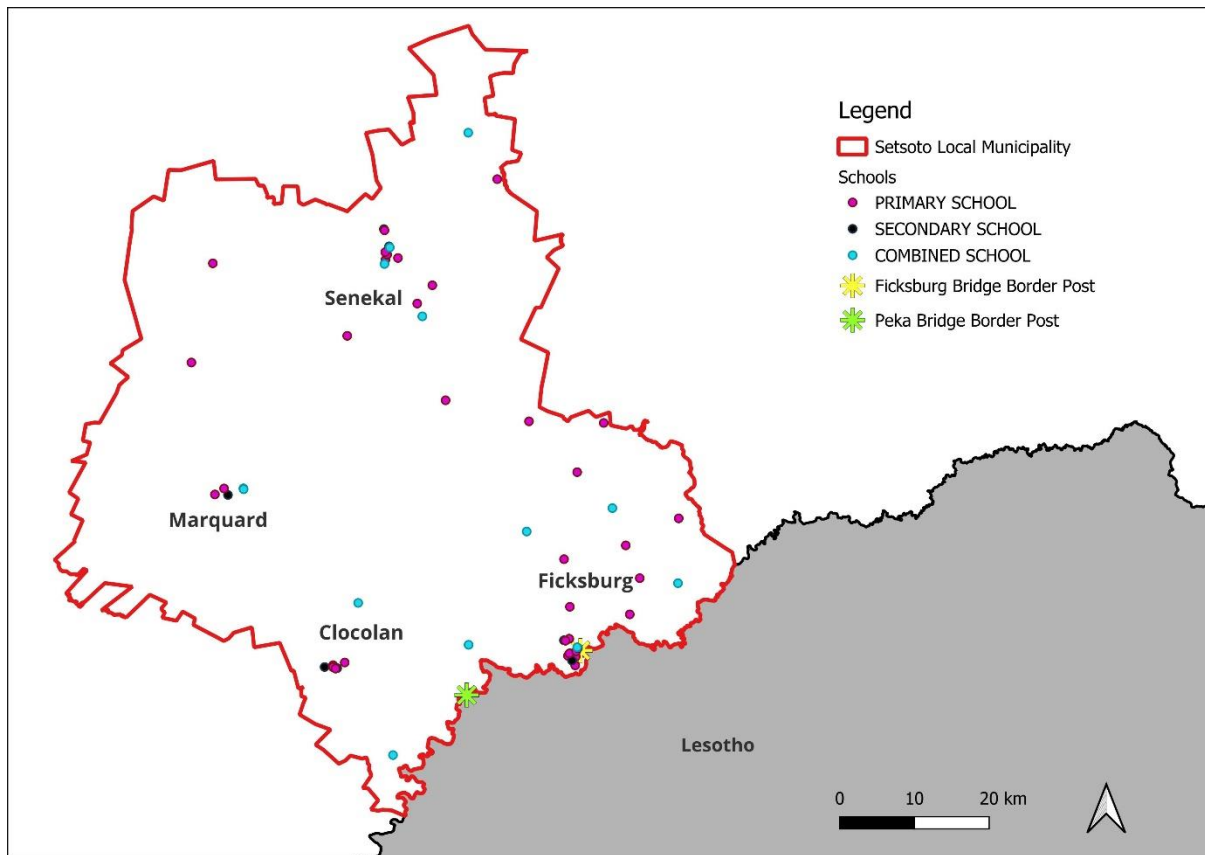 Legend
Setsoto Local Municipality
Schools
PRIMARY SCHOOL
SECONDARY SCHOOL
COMBINED SCHOOL
Ficksburg Bridge Border Post
Peka Bridge Border Post
Senekal
Marquard
Ficksburg
Clocolan
Lesotho
0 10 20 km